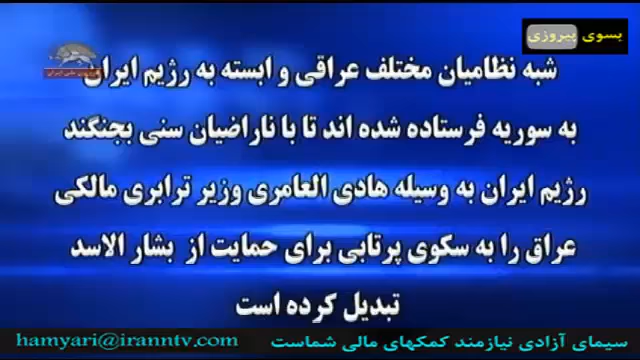 بسوی پیروزی
شبه نظامیان مختلف عراقی و ابسته به رژیم ایران
به سوریه فرستاده شده اند تا با ناراضیان سنی بجنگند
رژیم ایران به وسیله هادی العامری وزیر ترابری مالکی
عراق را به سکوی پرتابی برای حمایت از بشار الاسد
تبدیل کرده است
سیمای آزادی نیازمند کمکهای مالی شماست hamyari@iranntv.com